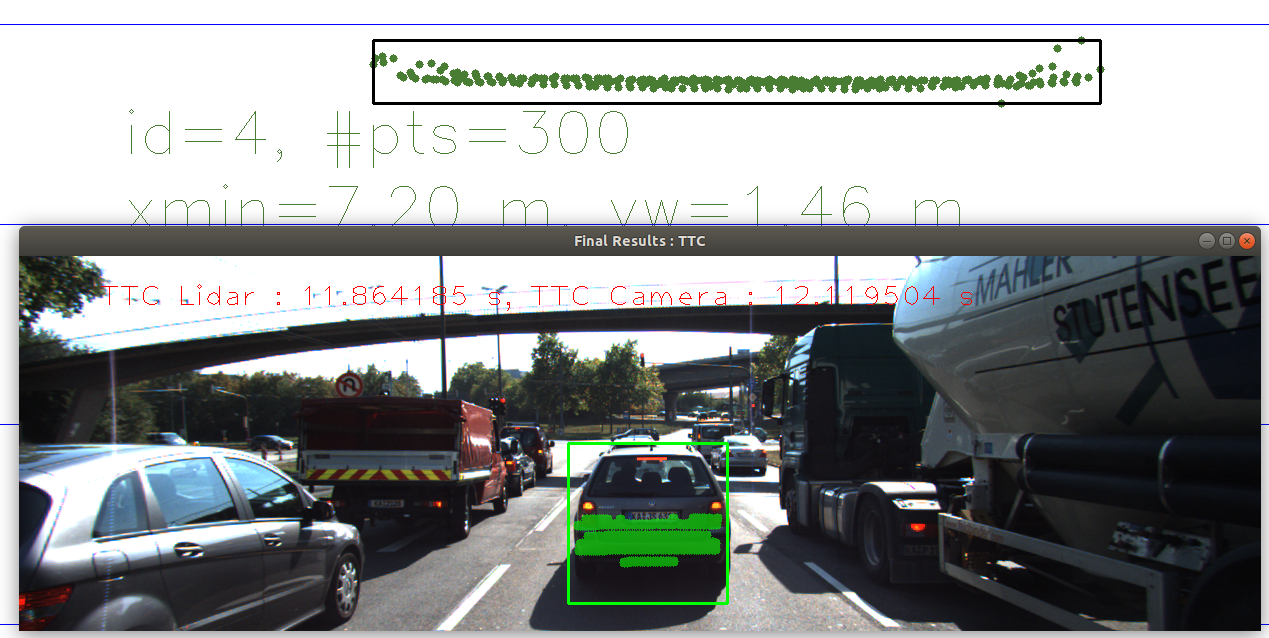 id=4, #pts=300
xmin=7.20 m, yw=1.46 m
Final Results : TTC
TTC Lidar : 11.864185 s, TTC Camera : 12.119504 s
MAHLER
STUTENSEE